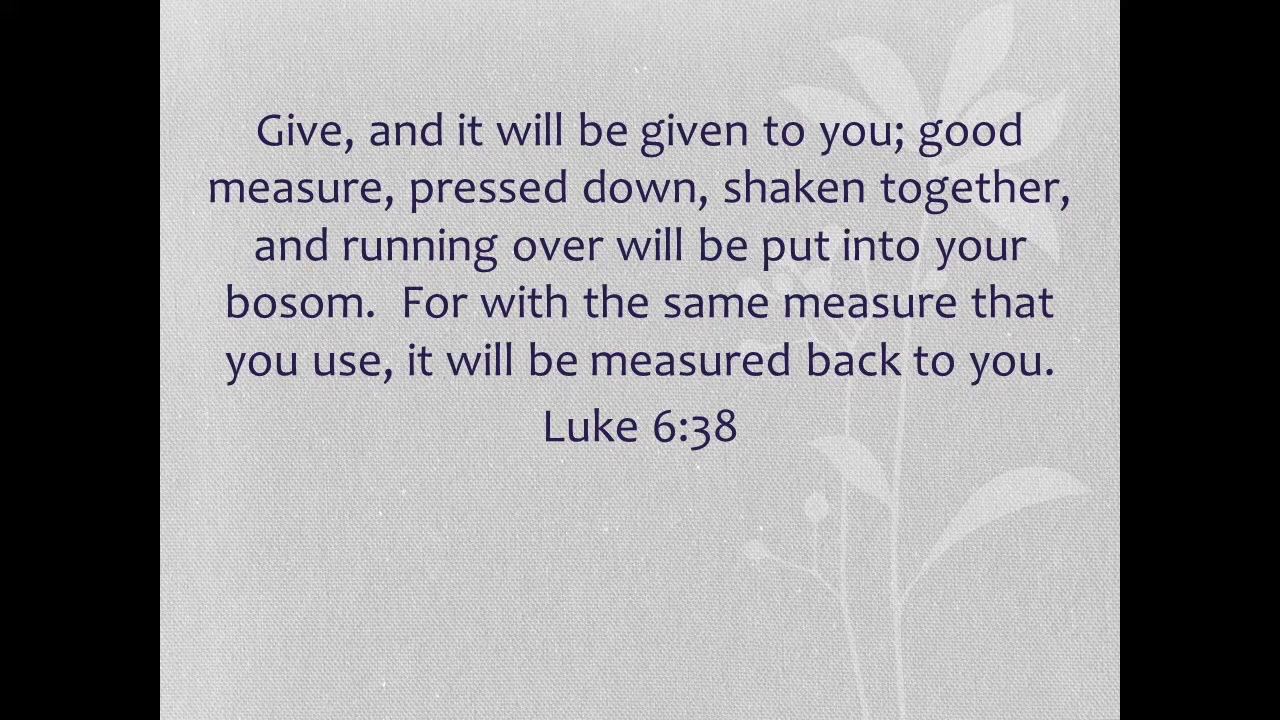 Give, and it will be given to you; good
measure, pressed down, shaken together,
and running over will be put into your
bosom.  For with the same measure that
you use, it will be measured back to you.
Luke 6:38